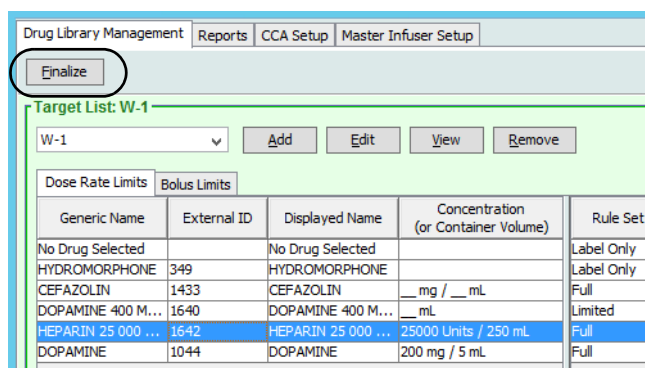 Drug Library Management Reports CCA Setup Master Infuser Setup
Finalize
Target List: W-1
W-1 Add Edit View Remove
Dose Rate Limits Bolus Limits
Generic Name External ID Displayed Name Concentration (or Container Volume) Rule Set
No Drug Selected No Drug Selected Label Only
HYDROMORPHONE 349 HYDROMORPHONE Label Only
CEFAZOLIN 1433 CEFAZOLIN __ mg / __ mL Full
DOPAMINE 400 M... 1640 DOPAMINE 400 M... __ mL Limited
HEPARIN 25 000 ... 1642 HEPARIN 25 000 ... 25000 Units / 250 mL Full
DOPAMINE 1044 DOPAMINE 200 mg / 5 mL Full